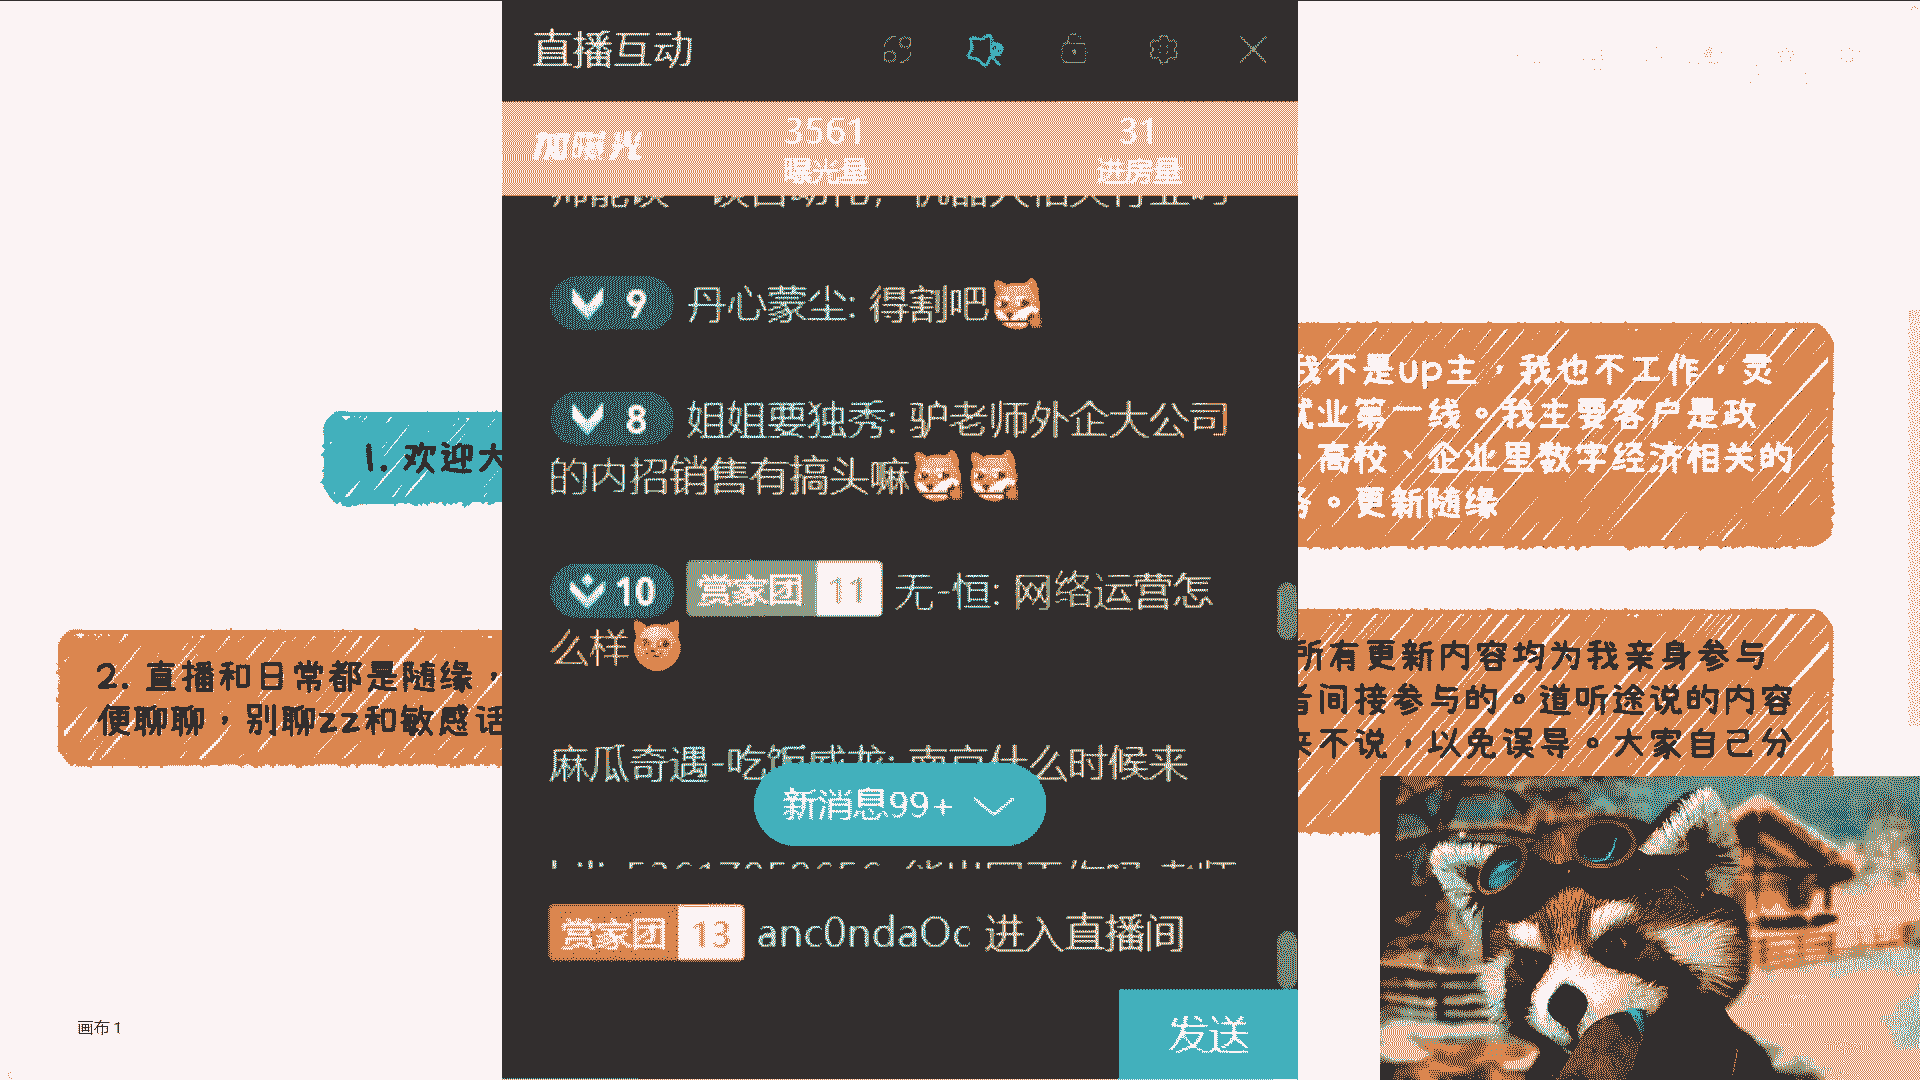 直播互动
加曝光
3561
曝光量
31
进房量
9 丹心蒙尘: 得割吧
8 姐姐要独秀: 驴老师外企大公司
的内招销售有搞头嘛
10 赏家团 11 无-恒: 网络运营怎
么样
麻瓜奇遇-吃饭
什么时候来
新消息99+
赏家团 13 anc0ndaOc 进入直播间
发送
1. 欢迎大
2. 直播和日常都是随缘，
便聊聊，别聊zz和敏感话
我不是up主，我也不工作，灵
就业第一线。我主要客户是政
、高校、企业里数字经济相关的
。更新随缘
所有更新内容均为我亲身参与
者间接参与的。道听途说的内容
来不说，以免误导。大家自己分
画布 1